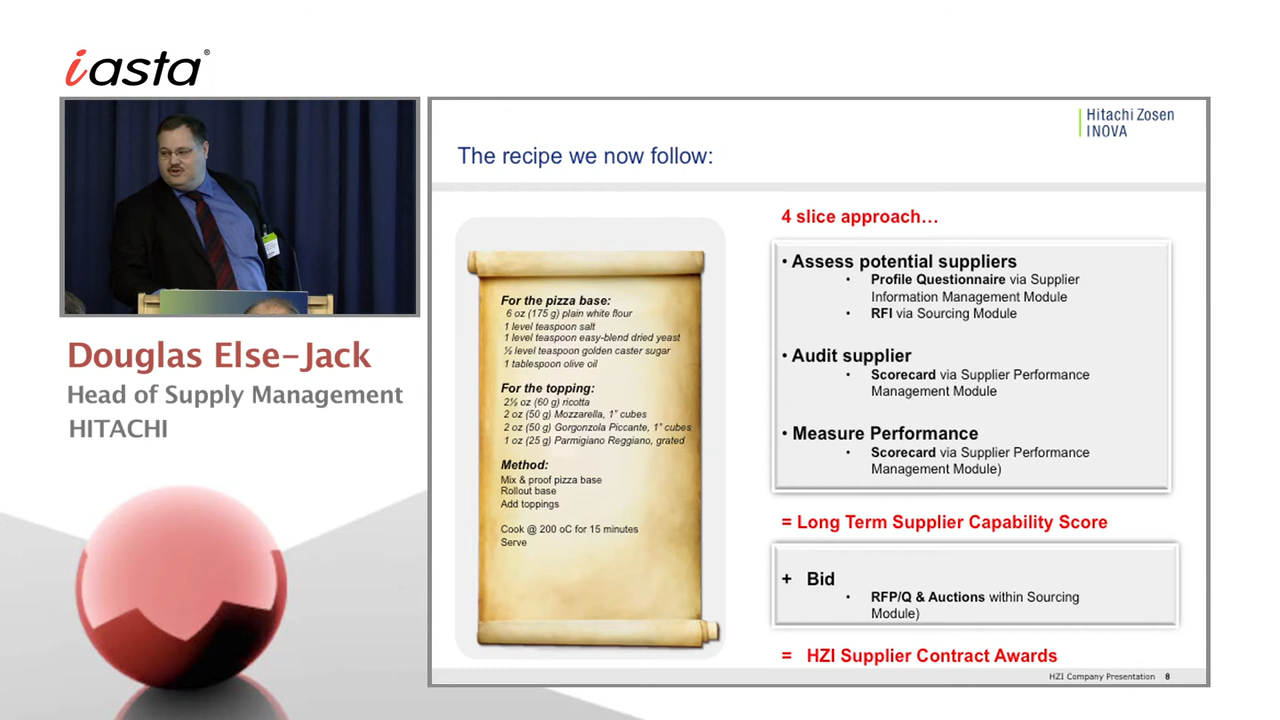 iasta®
Douglas Else-Jack
Head of Supply Management
HITACHI
Hitachi Zosen
INOVA
The recipe we now follow:
For the pizza base:
6 oz (175 g) plain white flour
1 level teaspoon salt
1 level teaspoon easy-blend dried yeast
½ level teaspoon golden caster sugar
1 tablespoon olive oil
For the topping:
2½ oz (60 g) ricotta
2 oz (50 g) Mozzarella, 1" cubes
2 oz (50 g) Gorgonzola Piccante, 1" cubes
1 oz (25 g) Parmigiano Reggiano, grated
Method:
Mix & proof pizza base
Rollout base
Add toppings
Cook @ 200 oC for 15 minutes
Serve
4 slice approach…
• Assess potential suppliers
• Profile Questionnaire via Supplier
Information Management Module
• RFI via Sourcing Module
• Audit supplier
• Scorecard via Supplier Performance
Management Module
• Measure Performance
• Scorecard via Supplier Performance
Management Module)
= Long Term Supplier Capability Score
+ Bid
• RFP/Q & Auctions within Sourcing
Module)
= HZI Supplier Contract Awards
HZI Company Presentation 8